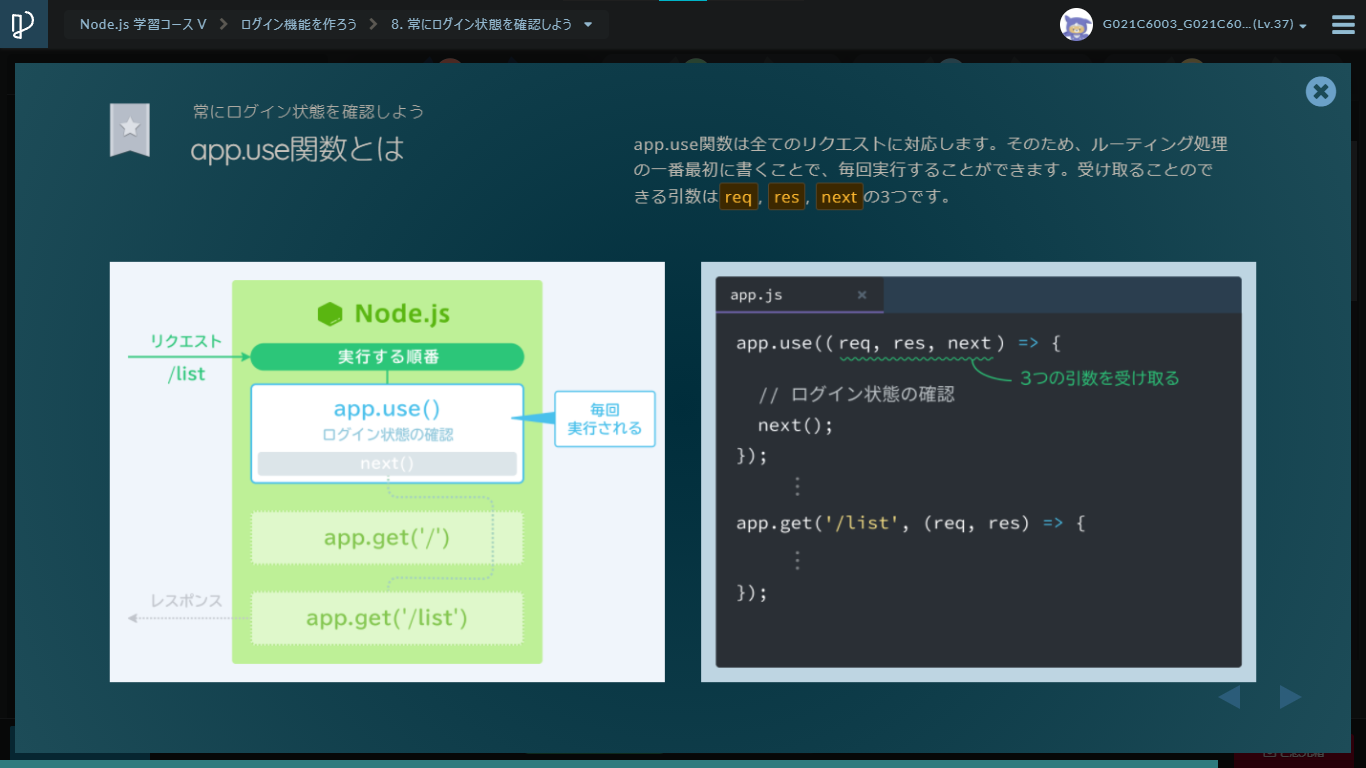 Node.js 学習コース V
ログイン機能を作ろう
8. 常にログイン状態を確認しよう
G021C6003_G021C60...(Lv.37)
常にログイン状態を確認しよう
app.use関数とは
app.use関数は全てのリクエストに対応します。そのため、ルーティング処理
の一番最初に書くことで、毎回実行することができます。受け取ることので
きる引数は req , res , next の3つです。
Node.js
リクエスト
/list
実行する順番
app.use()
ログイン状態の確認
next()
毎回
実行される
app.get('/')
レスポンス
app.get('/list')
app.js
app.use(( req, res, next ) => {
3つの引数を受け取る
// ログイン状態の確認
next();
});
app.get('/list', (req, res) => {
});